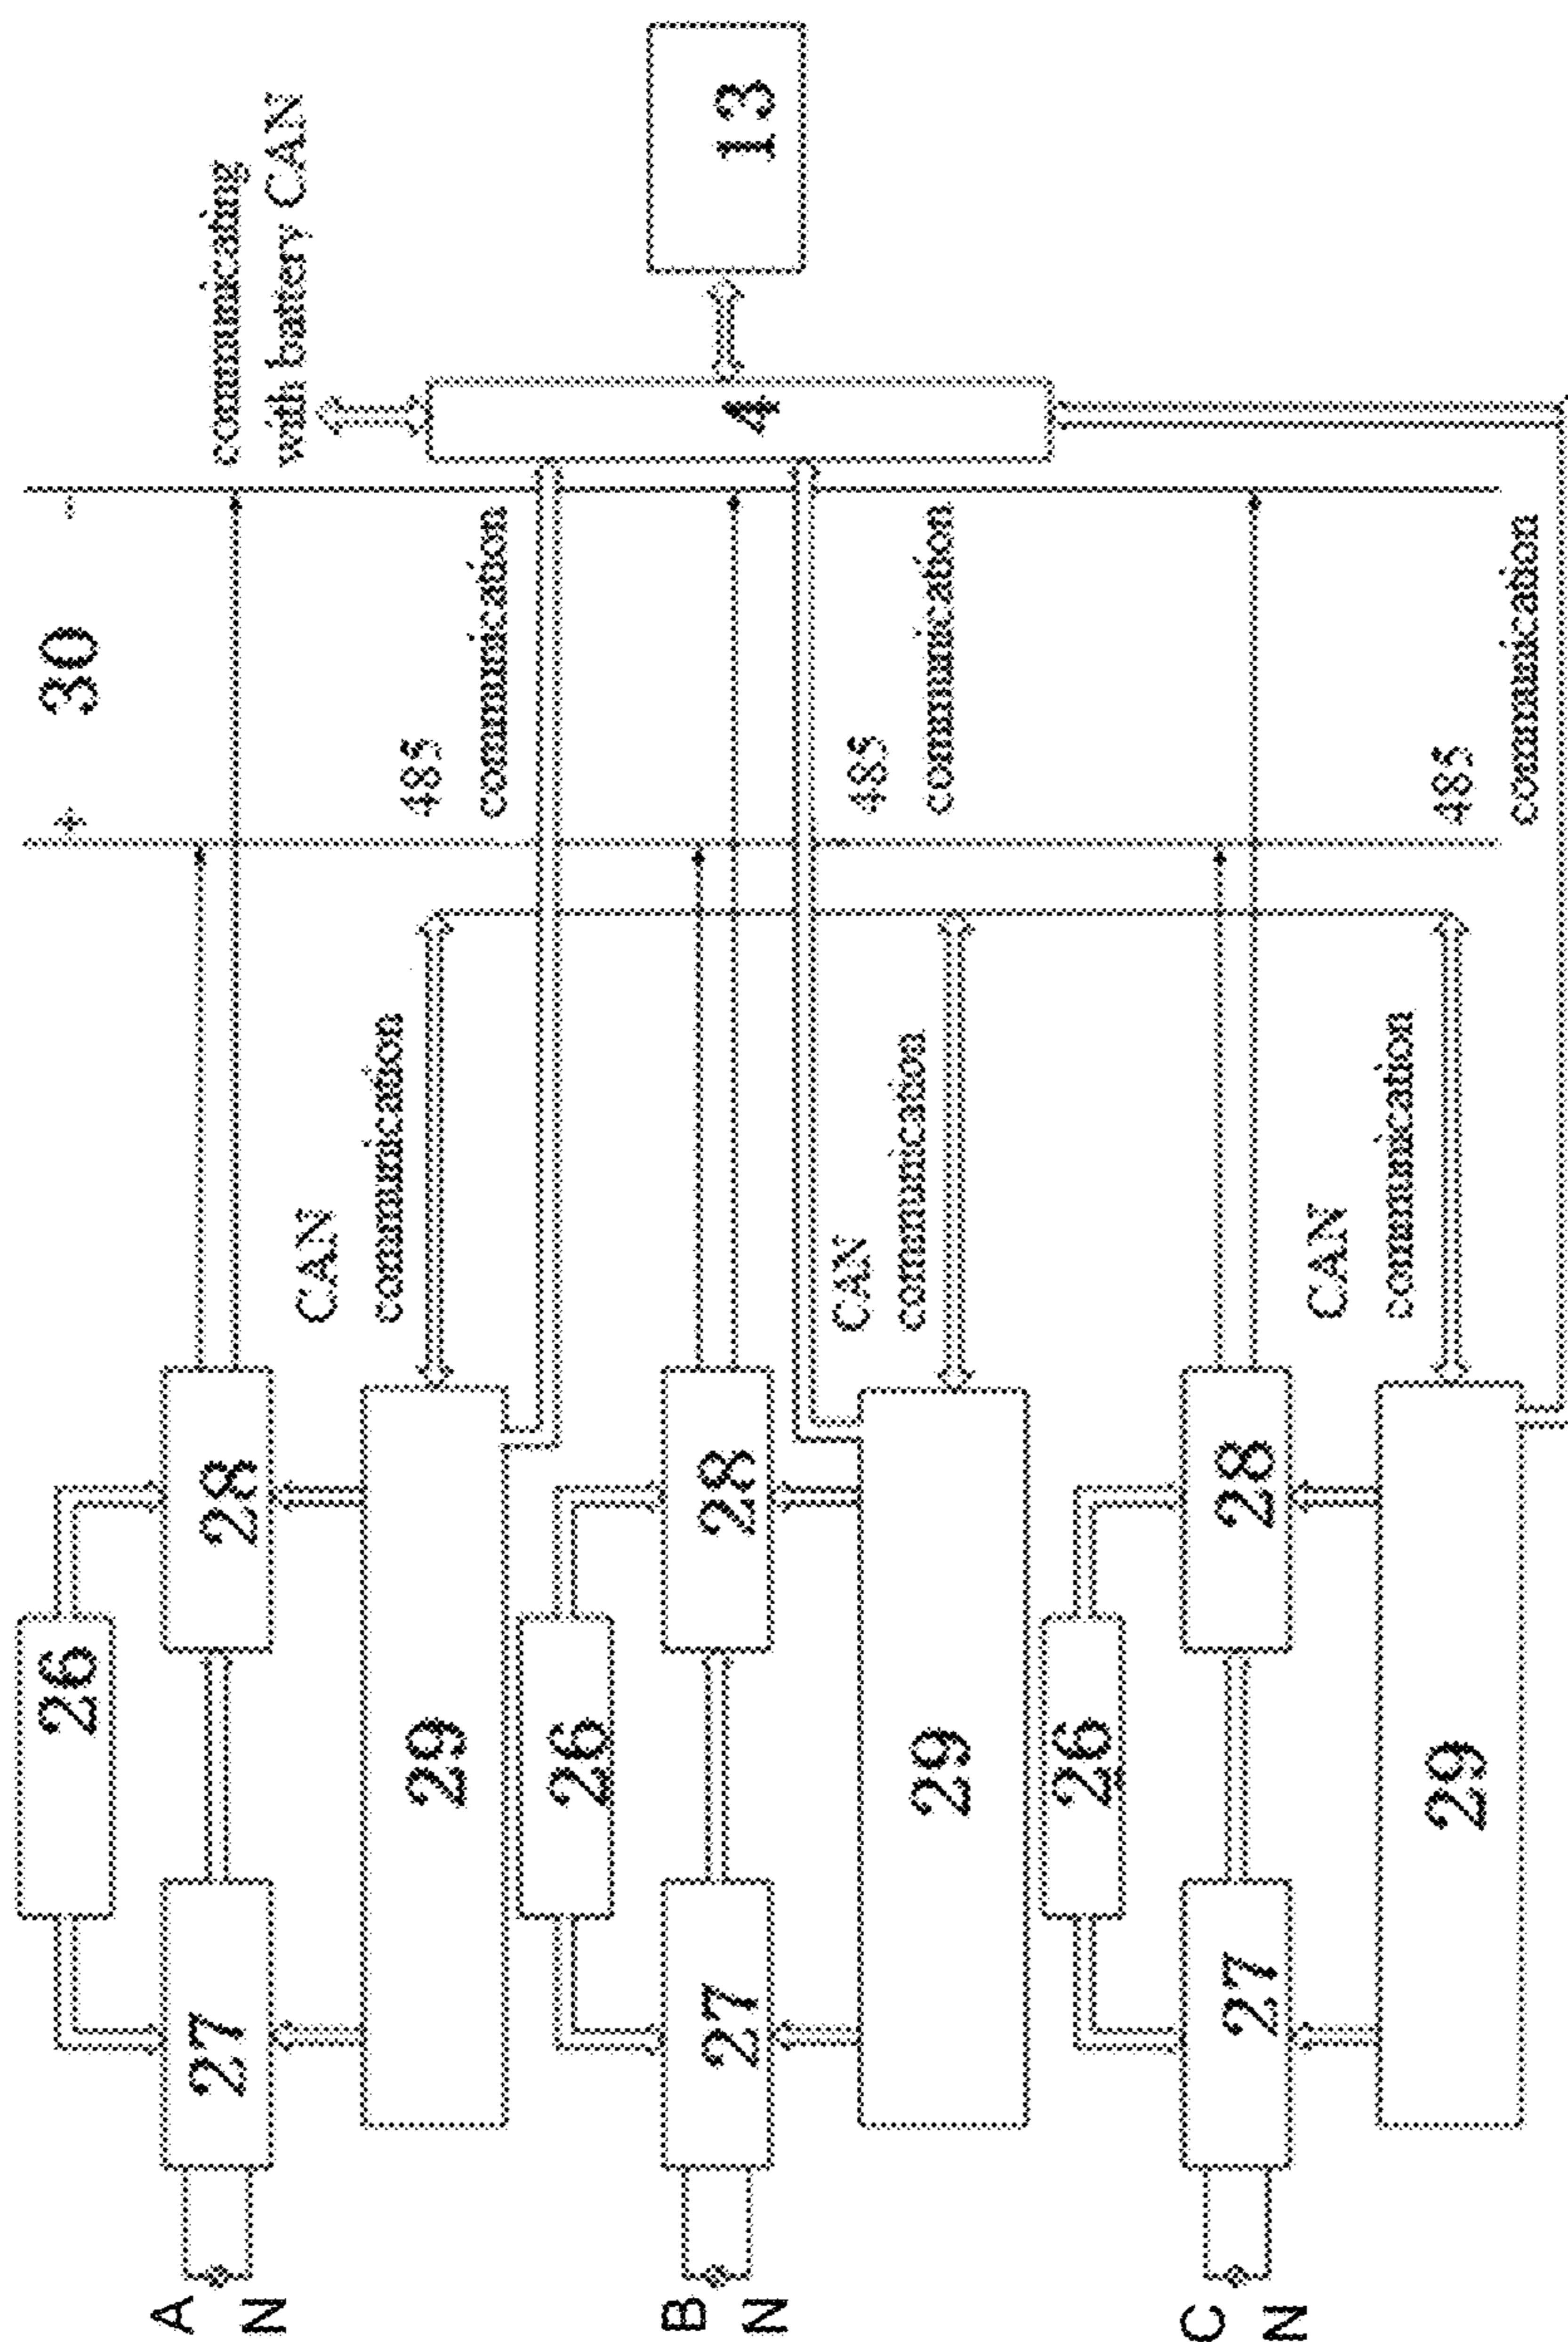 30
communicating
with battery CAN
26
A
N
27
28
CAN
communication
485
communication
29
4
13
26
B
N
27
28
CAN
communication
485
communication
29
26
C
N
27
28
CAN
communication
485
communication
29